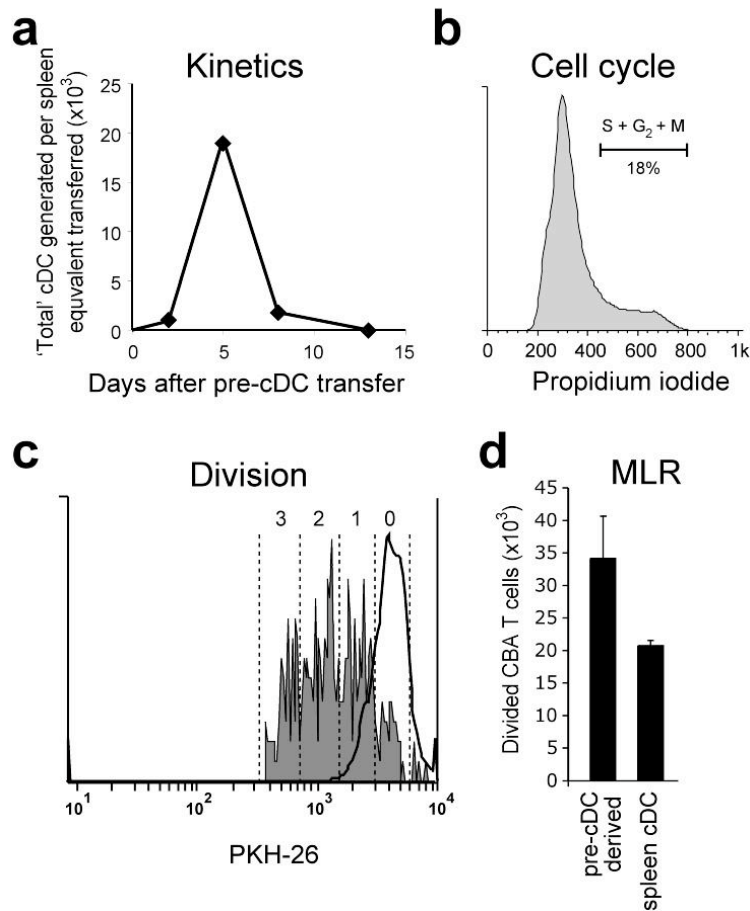 a
Kinetics
'Total' cDC generated per spleen
equvalent transferred (x10³)
25
20
15
10
5
0
0 5 10 15
Days after pre-cDC transfer
b
Cell cycle
S + G₂ + M
18%
0 200 400 600 800 1k
Propidium iodide
c
Division
3 2 1 0
10¹ 10² 10³ 10⁴
PKH-26
d
MLR
Divided CBA T cells (x10³)
45
40
35
30
25
20
15
10
5
0
pre-cDC
derived
spleen cDC